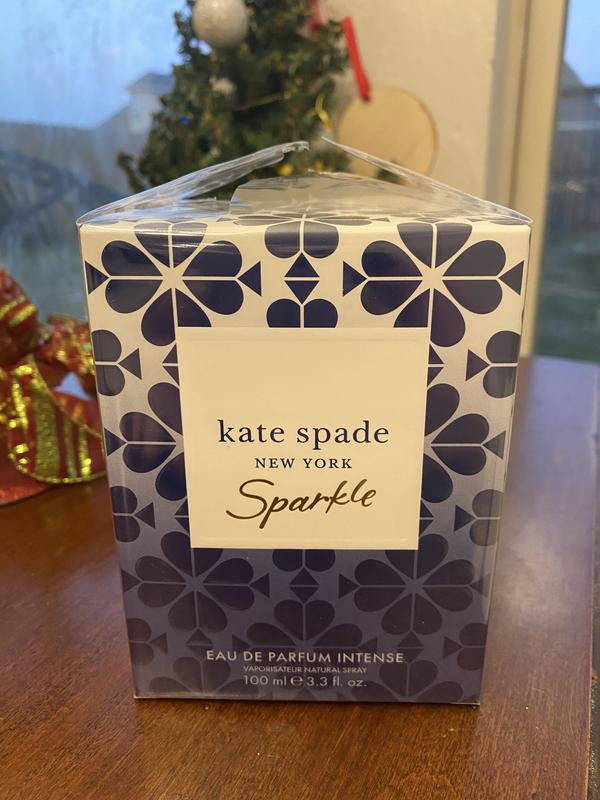 kate spade
NEW YORK
Sparkle
EAU DE PARFUM INTENSE
VAPORISATEUR NATURAL SPRAY
100 ml ℮ 3.3 fl. oz.